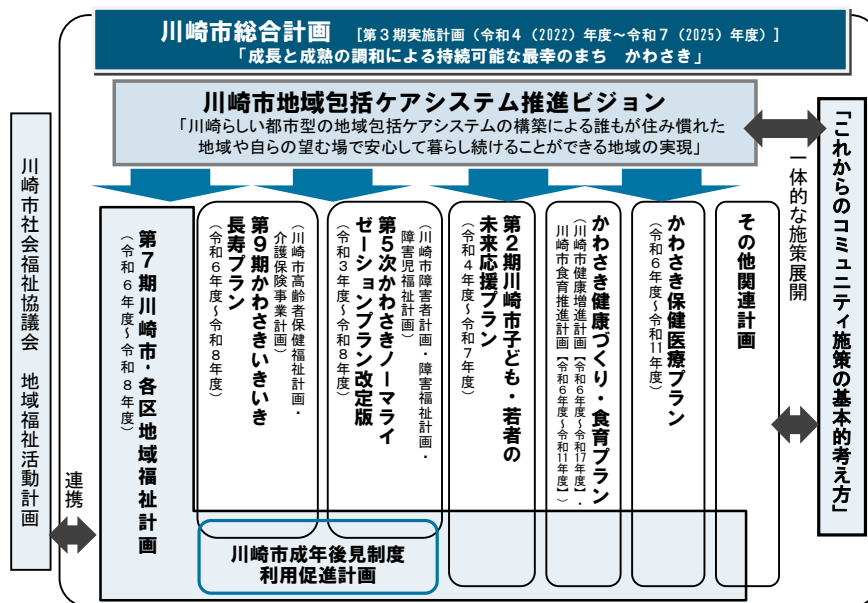 川崎市総合計画 [第3期実施計画(令和4(2022)年度~令和7(2025)年度)]
「成長と成熟の調和による持続可能な最幸のまち かわさき」
川崎市地域包括ケアシステム推進ビジョン
「川崎らしい都市型の地域包括ケアシステムの構築による誰もが住み慣れた
地域や自らの望む場で安心して暮らし続けることができる地域の実現」
「これからのコミュニティ施策の基本的考え方」
一体的な施策展開
その他関連計画
かわさき保健医療プラン
(令和6年度~令和11年度)
かわさき健康づくり・食育プラン
(川崎市健康増進計画【令和6年度~令和17年度】・
川崎市食育推進計画【令和6年度~令和11年度】)
第2期川崎市子ども・若者の
未来応援プラン
(令和4年度~令和7年度)
(川崎市障害者計画・障害福祉計画・
障害児福祉計画)
第5次かわさきノーマライ
ゼーションプラン改定版
(令和3年度~令和8年度)
(川崎市高齢者保健福祉計画・
介護保険事業計画)
第9期かわさきいきいき
長寿プラン
(令和6年度~令和8年度)
第7期川崎市・各区地域福祉計画
(令和6年度~令和8年度)
川崎市成年後見制度
利用促進計画
連携
川崎市社会福祉協議会 地域福祉活動計画